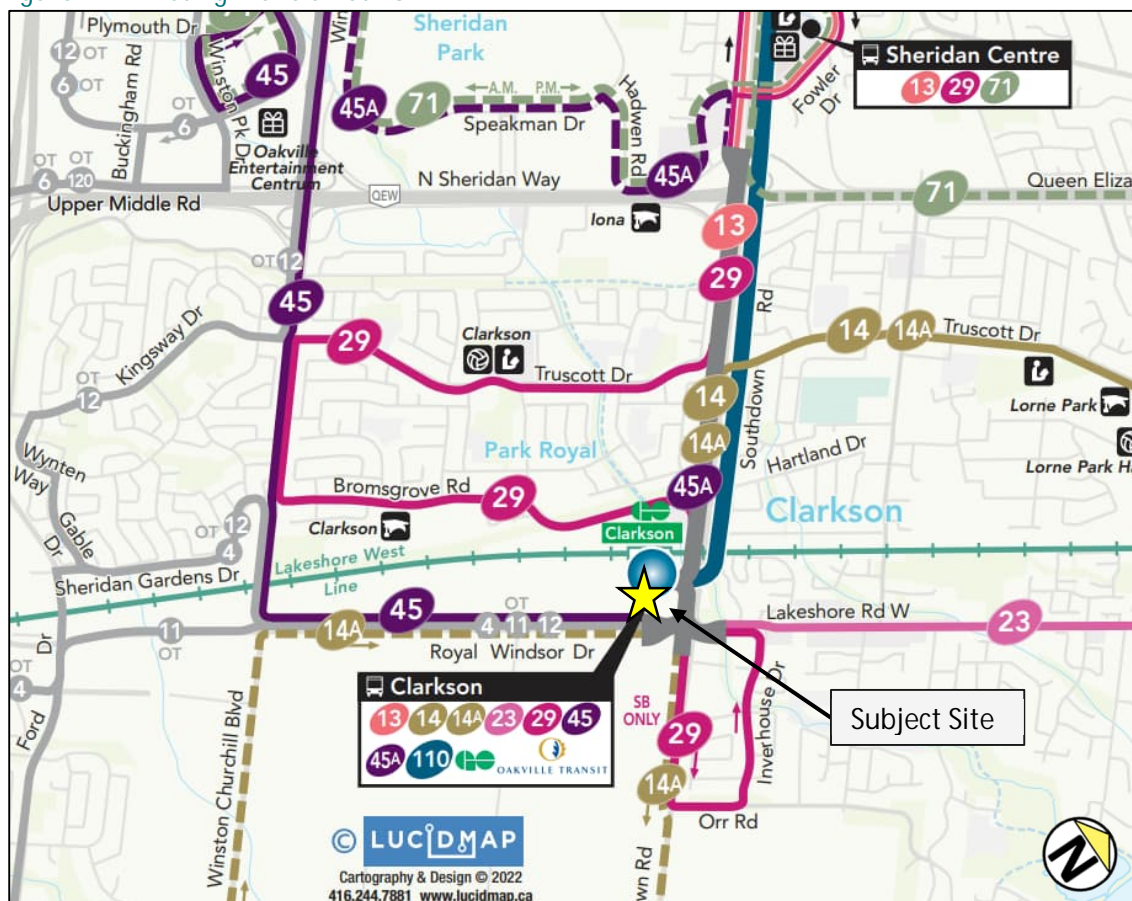 Plymouth Dr
Buckingham Rd
Winston Pk Dr
12 OT
6 OT
6
45
Oakville
Entertainment
Centrum
OT OT
6 120
Upper Middle Rd
Sheridan
Park
45A 71
A.M. P.M.
Speakman Dr
Hadwen Rd
45A
N Sheridan Way
QEW
Iona
Fowler Dr
Sheridan Centre
13 29 71
71
Queen Eliza
13
29
OT 12
45
Kingsway Dr
OT
12
29
Clarkson
Truscott Dr
14 14A Truscott Dr
Lorne Park
Lorne Park H
14
14A
Southdown Rd
Hartland Dr
45A
Park Royal
Wynten Way
Gable Dr
Bromsgrove Rd
29
Clarkson
Clarkson
Clarkson
OT 12
4
Sheridan Gardens Dr
Lakeshore West
Line
11
OT
OT
4
Ford Dr
14A
45
OT
4 11 12
Royal Windsor Dr
Lakeshore Rd W
23
Winston Churchill Blvd
Clarkson
13 14 14A 23 29 45
45A 110 GO OAKVILLE TRANSIT
SB
ONLY
29
14A
Inverhouse Dr
Orr Rd
wn Rd
Subject Site
© LUCIDMAP
Cartography & Design © 2022
416.244.7881 www.lucidmap.ca
N